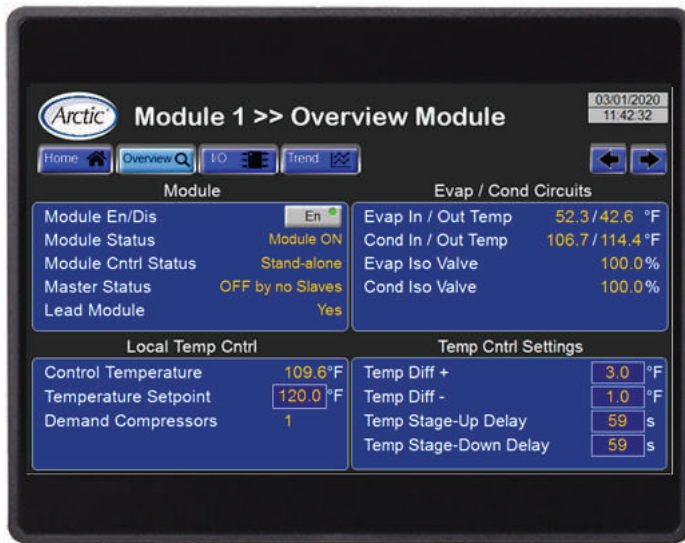 Arctic
Module 1 >> Overview Module
03/01/2020
11:42:32
Home
Overview
I/O
Trend
Module
Module En/Dis En
Module Status Module ON
Module Cntrl Status Stand-alone
Master Status OFF by no Slaves
Lead Module Yes
Evap / Cond Circuits
Evap In / Out Temp 52.3 / 42.6 °F
Cond In / Out Temp 106.7 / 114.4 °F
Evap Iso Valve 100.0 %
Cond Iso Valve 100.0 %
Local Temp Cntrl
Control Temperature 109.6 °F
Temperature Setpoint 120.0 °F
Demand Compressors 1
Temp Cntrl Settings
Temp Diff + 3.0 °F
Temp Diff - 1.0 °F
Temp Stage-Up Delay 59 s
Temp Stage-Down Delay 59 s